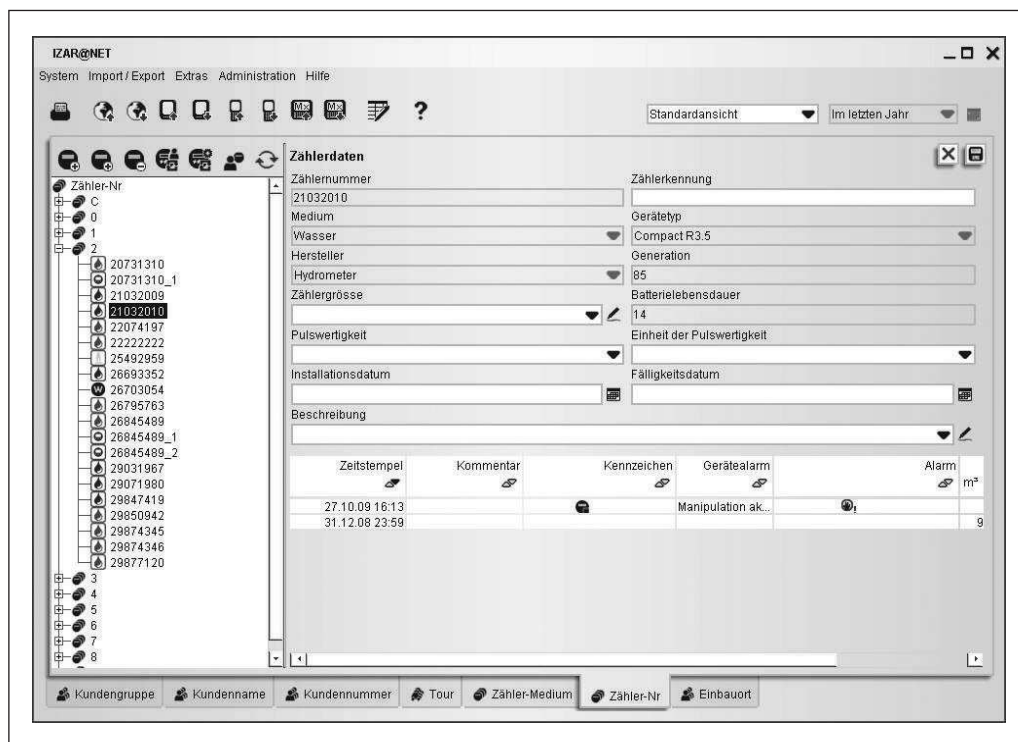 IZAR@NET
System Import / Export Extras Administration Hilfe
Standardansicht
Im letzten Jahr
Zähler-Nr
C
0
1
2
20731310
20731310_1
21032009
21032010
22074197
22222222
25492959
26693352
26703054
26795763
26845489
26845489_1
26845489_2
29031967
29071980
29847419
29850942
29874345
29874346
29877120
3
4
5
6
7
8
Zählerdaten
Zählernummer Zählerkennung
21032010
Medium Gerätetyp
Wasser Compact R3.5
Hersteller Generation
Hydrometer 85
Zählergrösse Batterielebensdauer
14
Pulswertigkeit Einheit der Pulswertigkeit
Installationsdatum Fälligkeitsdatum
Beschreibung
Zeitstempel Kommentar Kennzeichen Gerätealarm Alarm m³
27.10.09 16:13 Manipulation ak...
31.12.08 23:59 9
Kundengruppe Kundenname Kundennummer Tour Zähler-Medium Zähler-Nr Einbauort